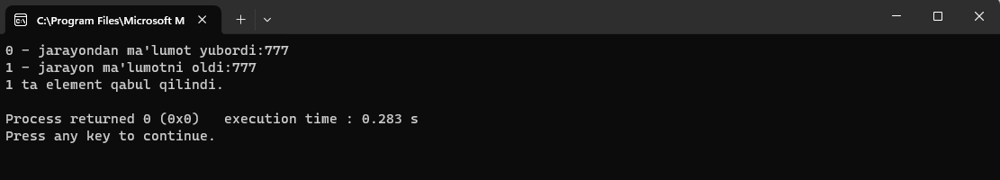 C:\Program Files\Microsoft M
0 - jarayondan ma'lumot yubordi:777
1 - jarayon ma'lumotni oldi:777
1 ta element qabul qilindi.
Process returned 0 (0x0)   execution time : 0.283 s
Press any key to continue.